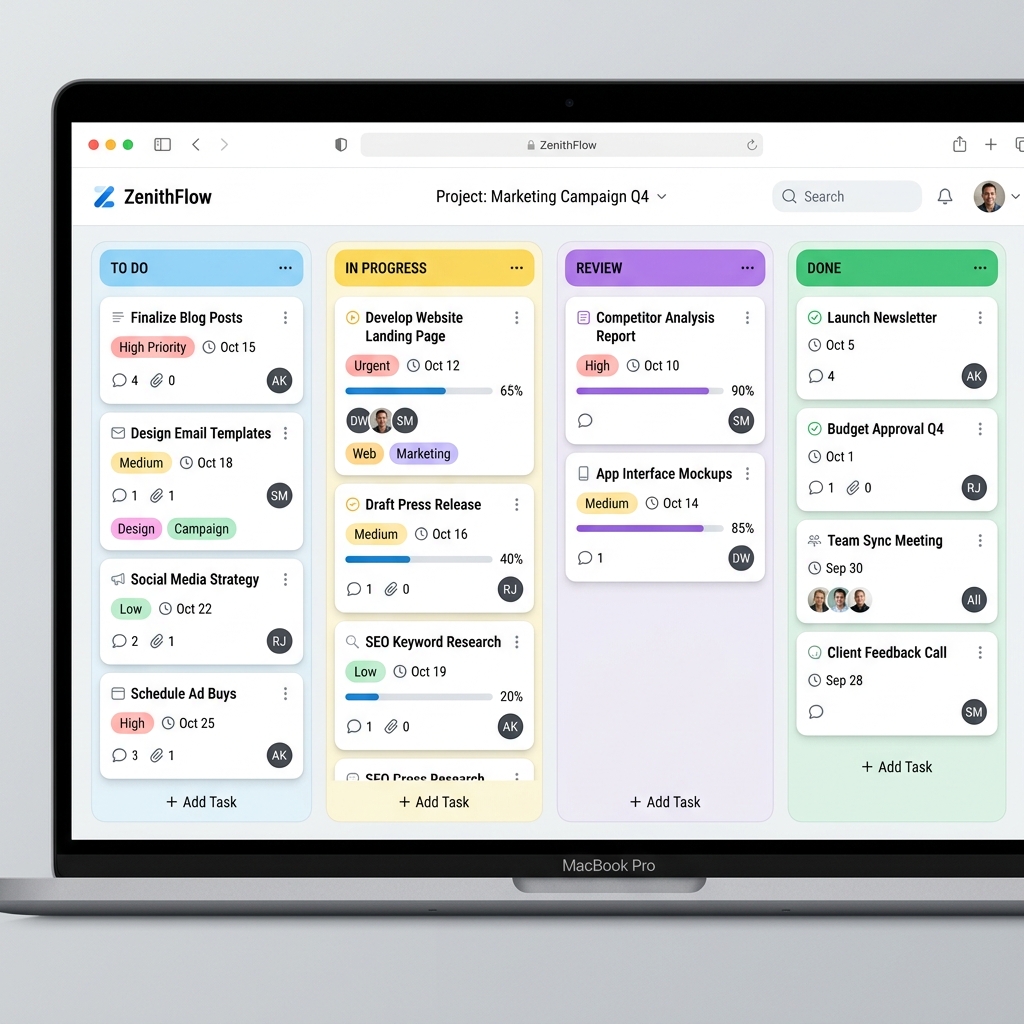 ZenithFlow
ZenithFlow
Project: Marketing Campaign Q4
Search
TO DO
Finalize Blog Posts
High Priority Oct 15
4 0 AK
Design Email Templates
Medium Oct 18
1 1 SM
Design Campaign
Social Media Strategy
Low Oct 22
2 1 RJ
Schedule Ad Buys
High Oct 25
3 1 AK
+ Add Task
IN PROGRESS
Develop Website
Landing Page
Urgent Oct 12
65%
DW SM
Web Marketing
Draft Press Release
Medium Oct 16
40%
1 0 RJ
SEO Keyword Research
Low Oct 19
20%
1 0 AK
+ Add Task
REVIEW
Competitor Analysis
Report
High Oct 10
90%
SM
App Interface Mockups
Medium Oct 14
85%
1 DW
+ Add Task
DONE
Launch Newsletter
Oct 5
4 AK
Budget Approval Q4
Oct 1
1 0 RJ
Team Sync Meeting
Sep 30
All
Client Feedback Call
Sep 28
SM
+ Add Task
MacBook Pro